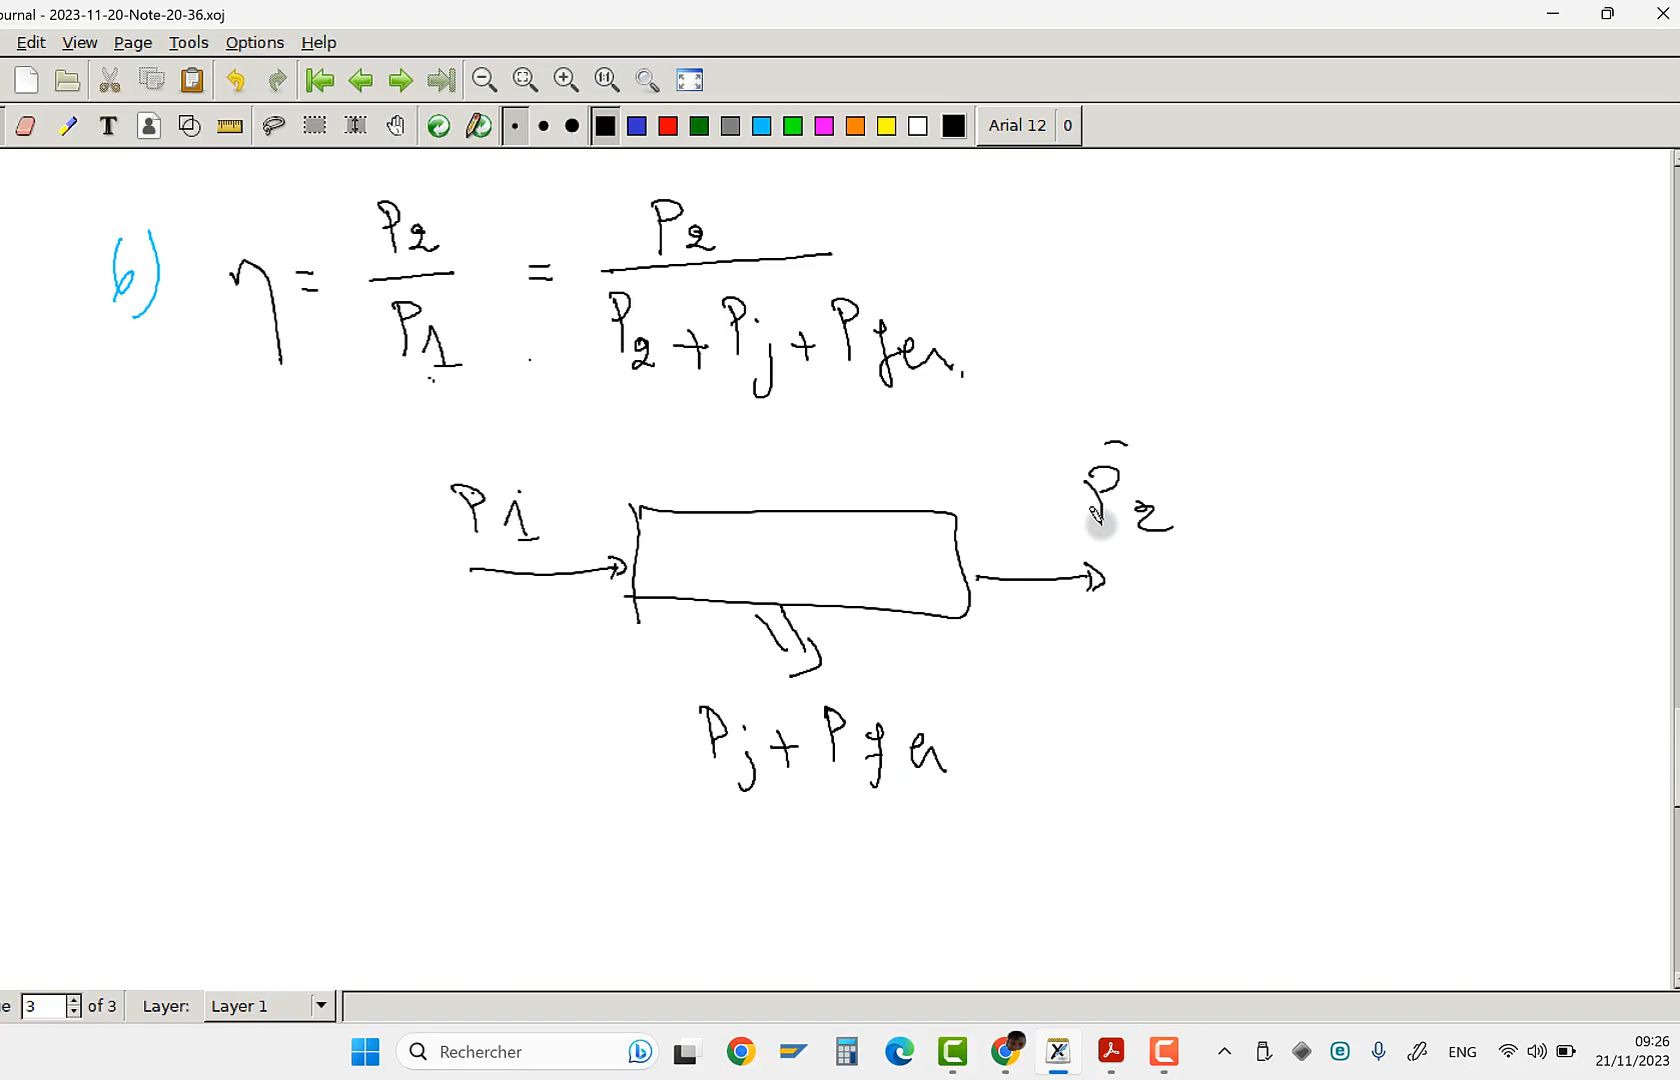 ournal - 2023-11-20-Note-20-36.xoj
Edit View Page Tools Options Help
Arial 12 0
6) η = P2 / P1 = P2 / P2 + Pj + Pfer.
P1
P2
Pj + Pfer
e 3 of 3 Layer: Layer 1
Rechercher
ENG
09:26
21/11/2023